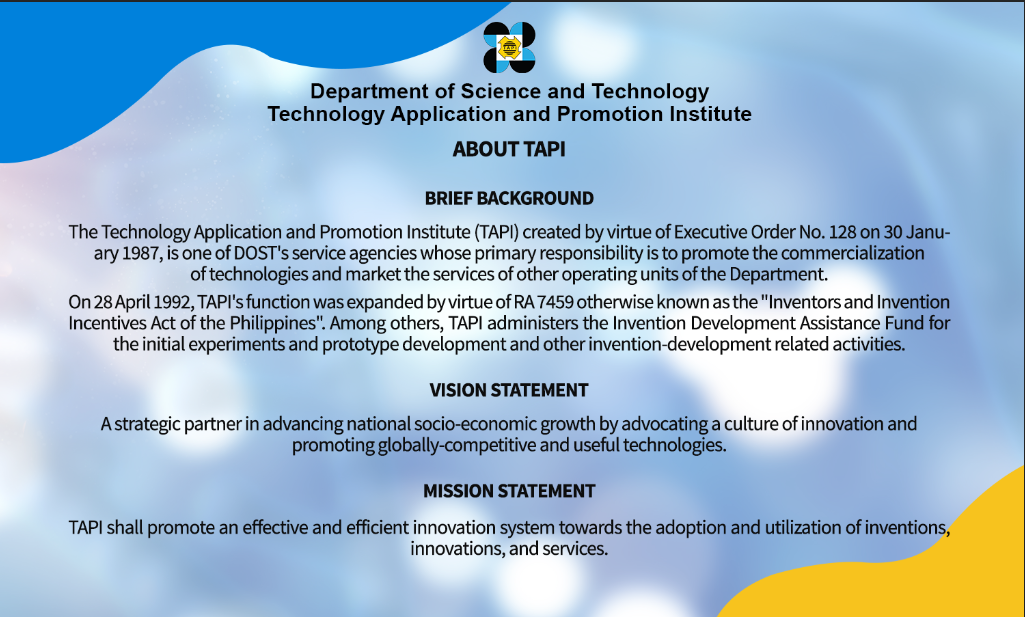 TAPI
Department of Science and Technology
Technology Application and Promotion Institute
ABOUT TAPI
BRIEF BACKGROUND
The Technology Application and Promotion Institute (TAPI) created by virtue of Executive Order No. 128 on 30 Janu-
ary 1987, is one of DOST's service agencies whose primary responsibility is to promote the commercialization
of technologies and market the services of other operating units of the Department.
On 28 April 1992, TAPI's function was expanded by virtue of RA 7459 otherwise known as the "Inventors and Invention
Incentives Act of the Philippines". Among others, TAPI administers the Invention Development Assistance Fund for
the initial experiments and prototype development and other invention-development related activities.
VISION STATEMENT
A strategic partner in advancing national socio-economic growth by advocating a culture of innovation and
promoting globally-competitive and useful technologies.
MISSION STATEMENT
TAPI shall promote an effective and efficient innovation system towards the adoption and utilization of inventions,
innovations, and services.